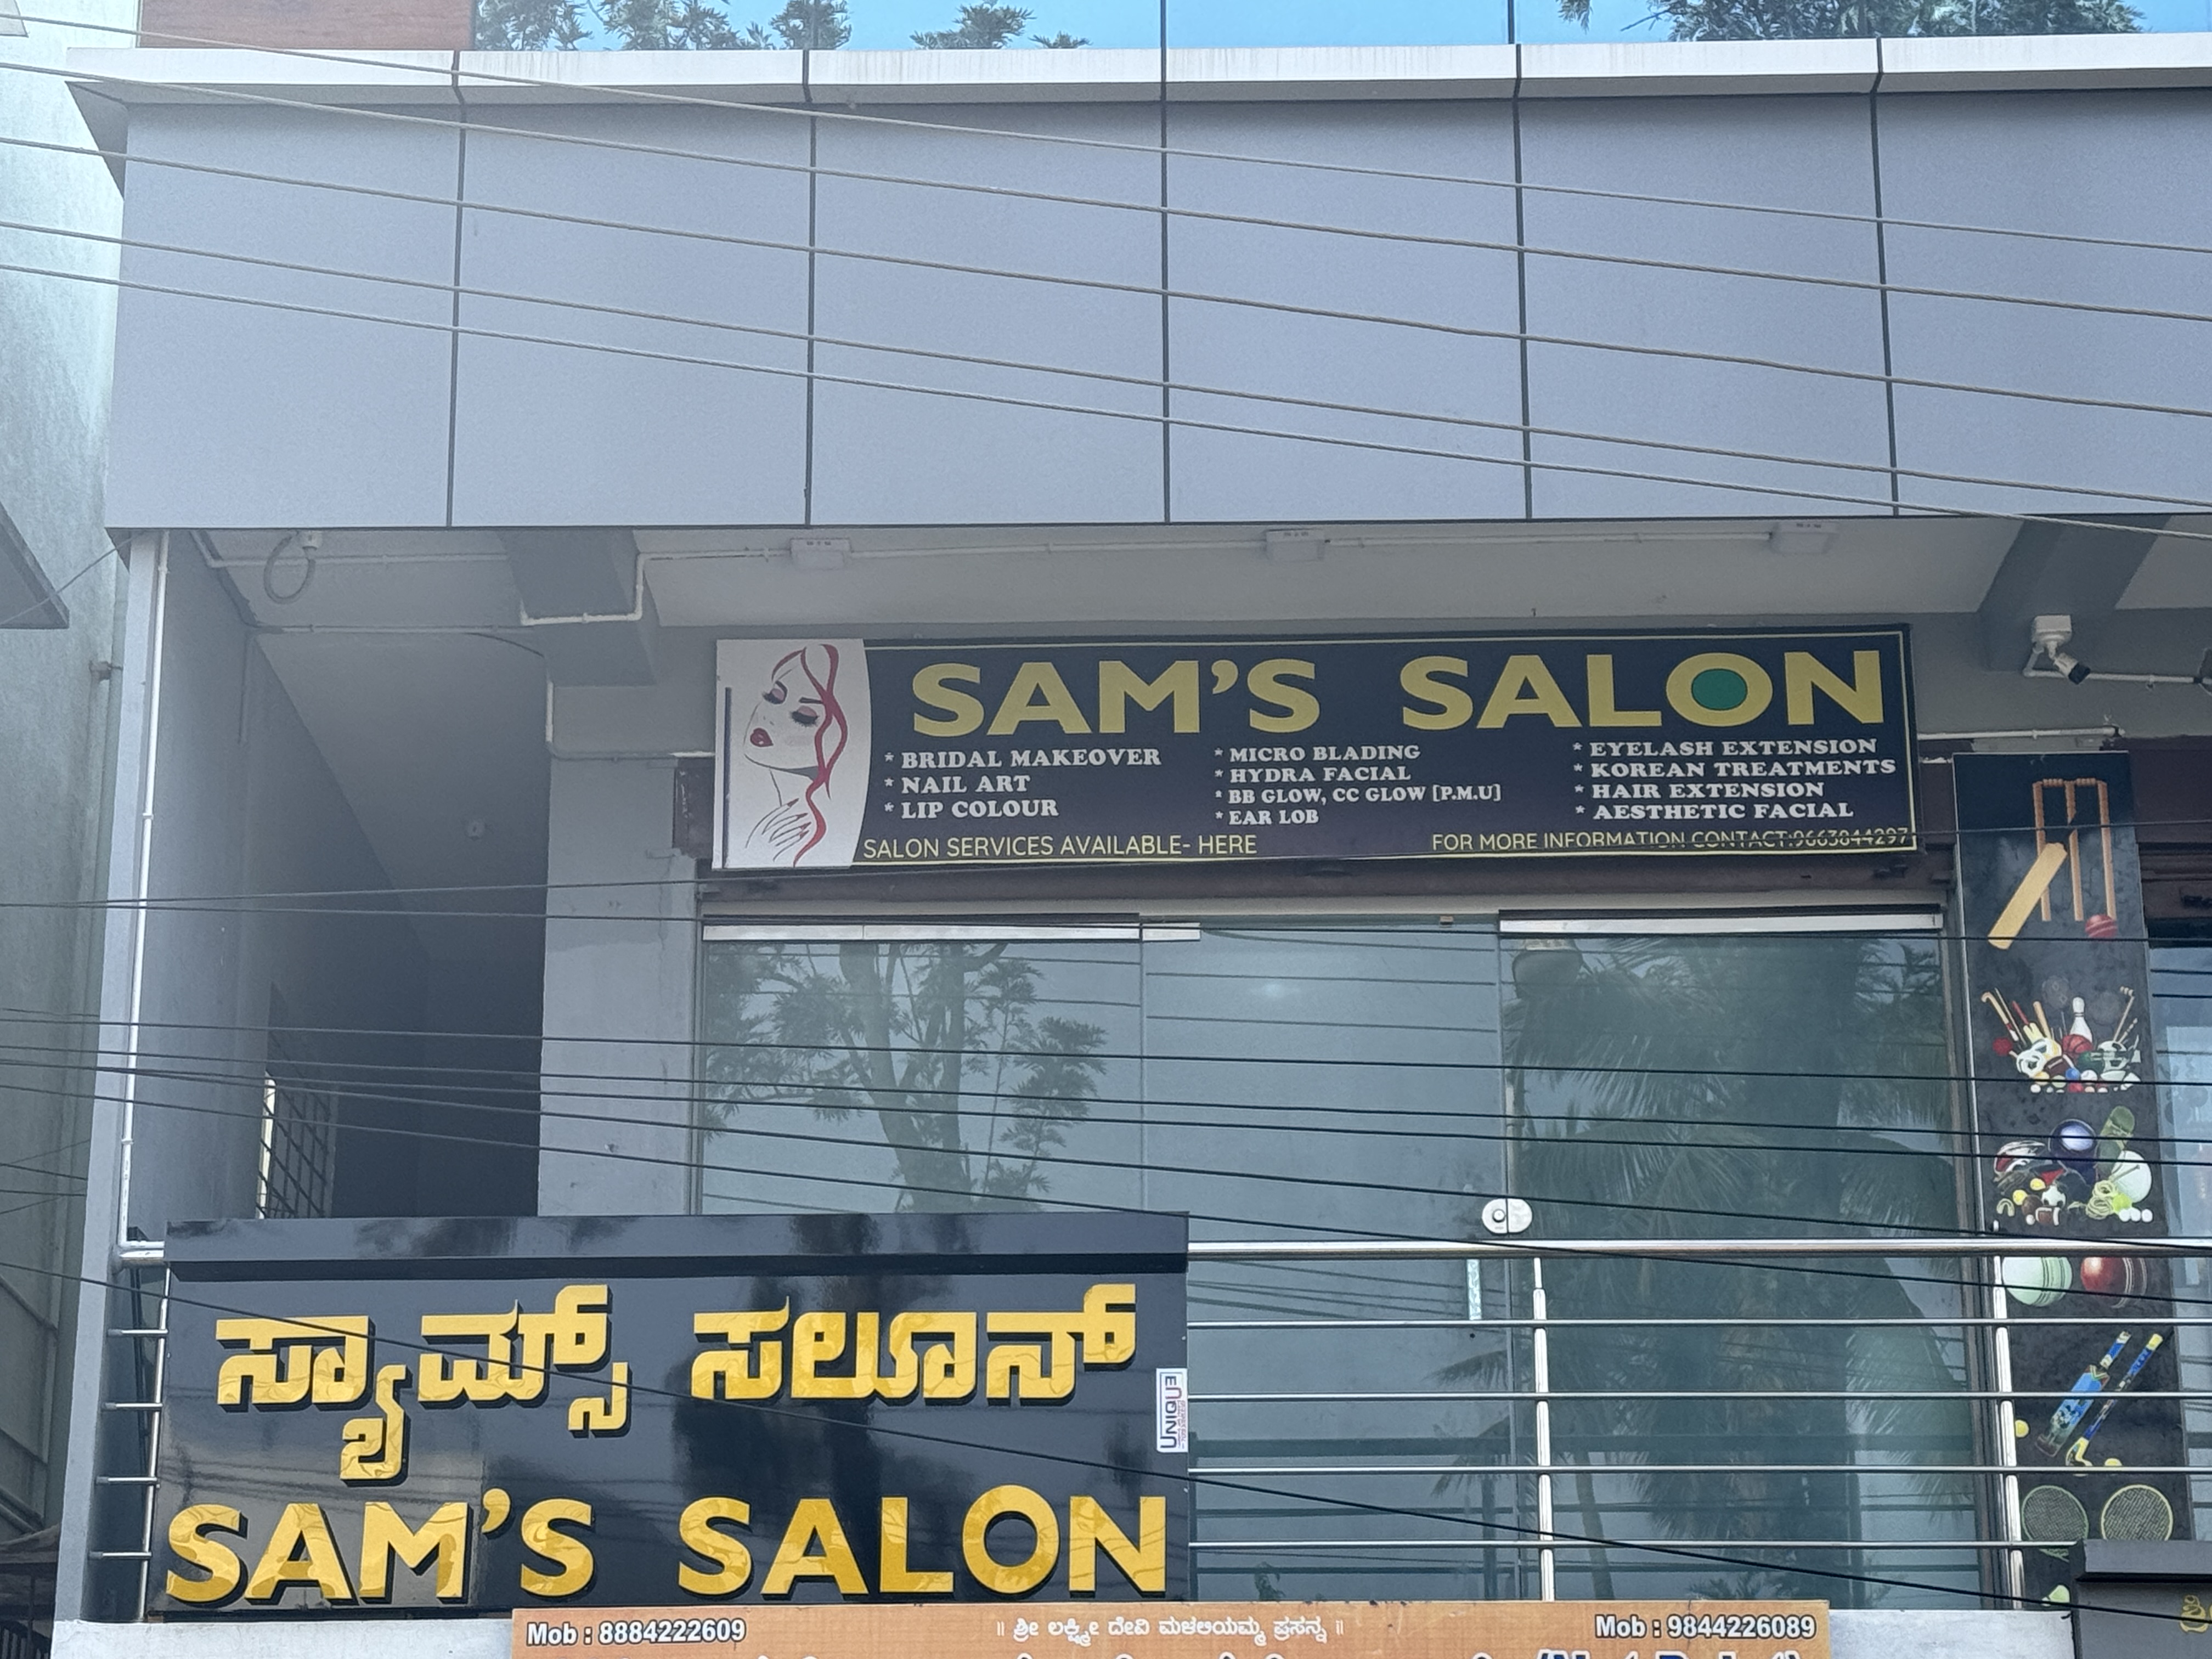 SAM'S SALON
* BRIDAL MAKEOVER
* NAIL ART
* LIP COLOUR
* MICRO BLADING
* HYDRA FACIAL
* BB GLOW, CC GLOW [P.M.U]
* EAR LOB
* EYELASH EXTENSION
* KOREAN TREATMENTS
* HAIR EXTENSION
* AESTHETIC FACIAL
SALON SERVICES AVAILABLE- HERE
FOR MORE INFORMATION CONTACT:9663844297
ಸ್ಯಾಮ್ಸ್ ಸಲೂನ್
SAM'S SALON
UNIQUE
Mob : 8884222609
॥ ಶ್ರೀ ಲಕ್ಷ್ಮೀ ದೇವಿ ಮಳಲಿಯಮ್ಮ ಪ್ರಸನ್ನ ॥
Mob : 9844226089